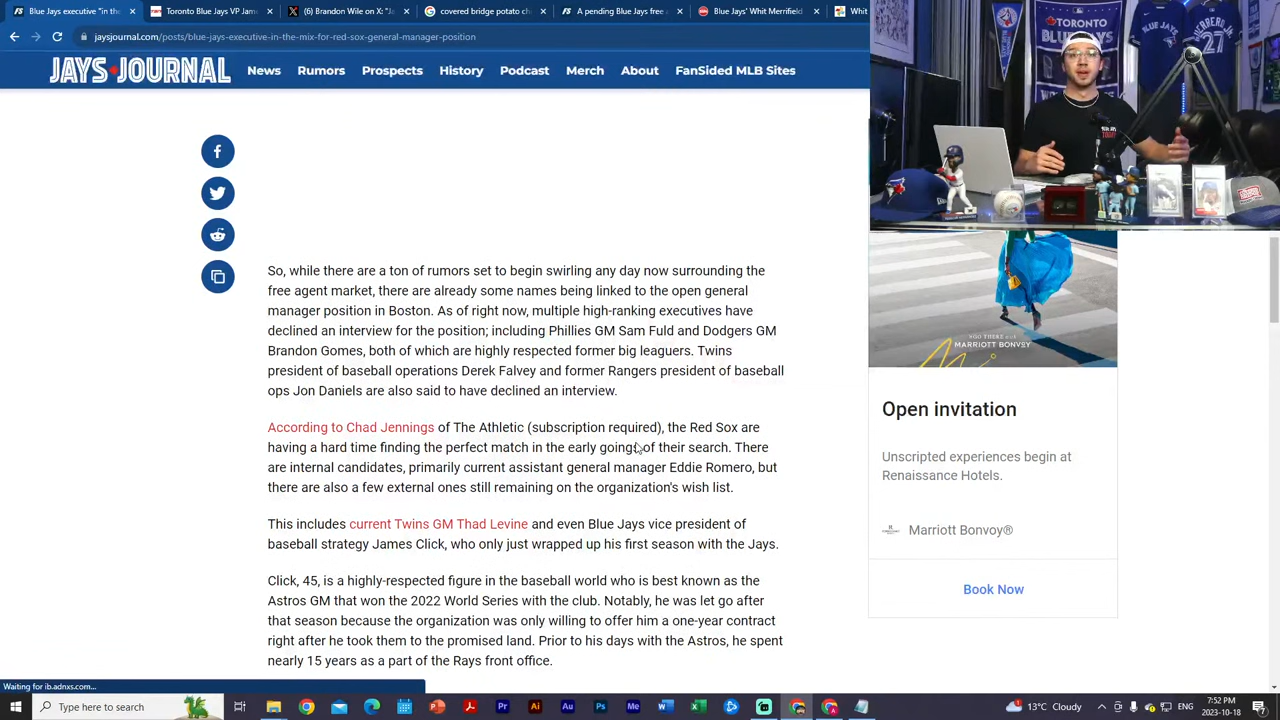 Blue Jays executive in the mi
Toronto Blue Jays VP Jame
(6) Brandon Wile on X: "J
covered bridge potato ch
A pending Blue Jays free a
Blue Jays' Whit Merrifield
Whit
jaysjournal.com/posts/blue-jays-executive-in-the-mix-for-red-sox-general-manager-position
JAYS JOURNAL
News
Rumors
Prospects
History
Podcast
Merch
About
FanSided MLB Sites
TORONTO
BLUE JAYS
27
So, while there are a ton of rumors set to begin swirling any day now surrounding the
free agent market, there are already some names being linked to the open general
manager position in Boston. As of right now, multiple high-ranking executives have
declined an interview for the position; including Phillies GM Sam Fuld and Dodgers GM
Brandon Gomes, both of which are highly respected former big leaguers. Twins
president of baseball operations Derek Falvey and former Rangers president of baseball
ops Jon Daniels are also said to have declined an interview.
According to Chad Jennings of The Athletic (subscription required), the Red Sox are
having a hard time finding the perfect match in the early goings of their search. There
are internal candidates, primarily current assistant general manager Eddie Romero, but
there are also a few external ones still remaining on the organization's wish list.
This includes current Twins GM Thad Levine and even Blue Jays vice president of
baseball strategy James Click, who only just wrapped up his first season with the Jays.
Click, 45, is a highly-respected figure in the baseball world who is best known as the
Astros GM that won the 2022 World Series with the club. Notably, he was let go after
that season because the organization was only willing to offer him a one-year contract
right after he took them to the promised land. Prior to his days with the Astros, he spent
nearly 15 years as a part of the Rays front office.
MARRIOTT BONVOY
Open invitation
Unscripted experiences begin at
Renaissance Hotels.
Marriott Bonvoy®
Book Now
Waiting for ib.adnxs.com...
Type here to search
13°C Cloudy
7:52 PM
2023-10-18